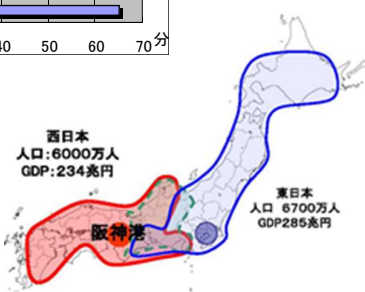 40 50 60 70 分
西日本
人口:6000万人
GDP:234兆円
東日本
人口 6700万人
GDP285兆円
阪神港